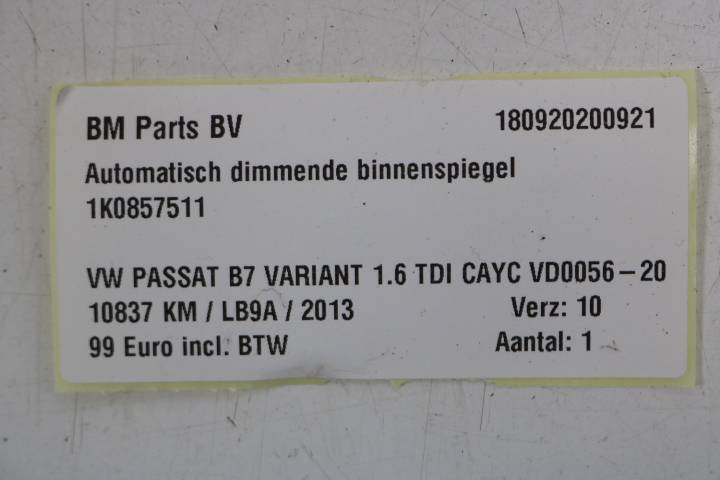 BM Parts BV 180920200921
Automatisch dimmende binnenspiegel
1K0857511
VW PASSAT B7 VARIANT 1.6 TDI CAYC VD0056-20
10837 KM / LB9A / 2013 Verz: 10
99 Euro incl. BTW Aantal: 1